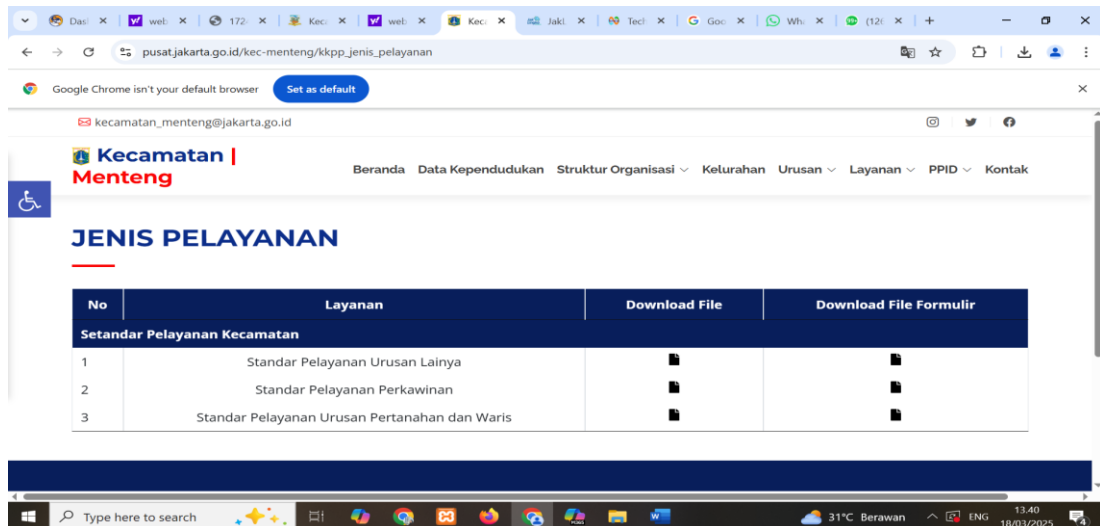 Das
web
172-
Keca
web
Keca
Jakl
Tech
Goo
Wha
(126
pusat.jakarta.go.id/kec-menteng/kkpp_jenis_pelayanan
Google Chrome isn't your default browser
Set as default
kecamatan_menteng@jakarta.go.id
Kecamatan |
Menteng
Beranda Data Kependudukan Struktur Organisasi Kelurahan Urusan Layanan PPID Kontak
JENIS PELAYANAN
No Layanan Download File Download File Formulir
Setandar Pelayanan Kecamatan
1 Standar Pelayanan Urusan Lainya
2 Standar Pelayanan Perkawinan
3 Standar Pelayanan Urusan Pertanahan dan Waris
Type here to search
31°C Berawan
ENG
13.40
18/03/2025